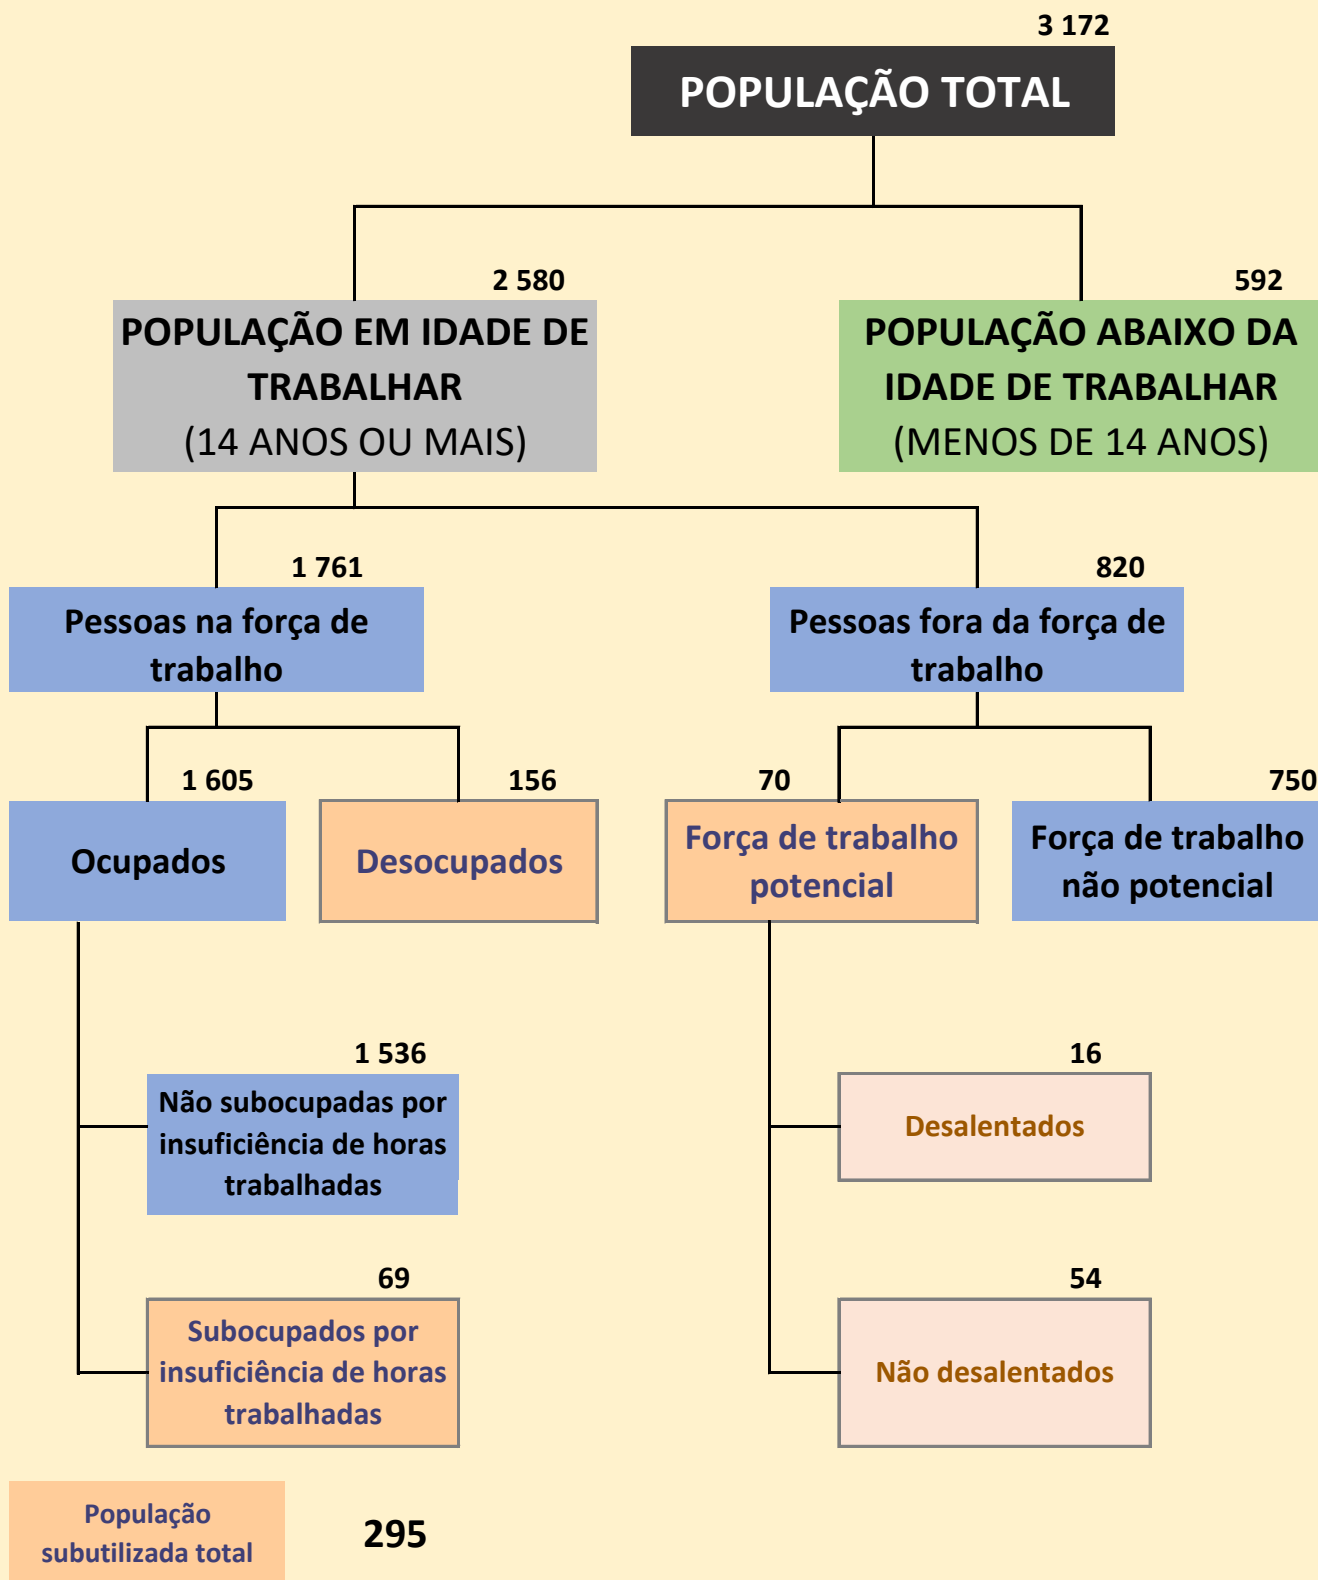 3 172
POPULAÇÃO TOTAL
2 580
POPULAÇÃO EM IDADE DE
TRABALHAR
(14 ANOS OU MAIS)
592
POPULAÇÃO ABAIXO DA
IDADE DE TRABALHAR
(MENOS DE 14 ANOS)
1 761
Pessoas na força de
trabalho
820
Pessoas fora da força de
trabalho
1 605
Ocupados
156
Desocupados
70
Força de trabalho
potencial
750
Força de trabalho
não potencial
1 536
Não subocupadas por
insuficiência de horas
trabalhadas
16
Desalentados
69
Subocupados por
insuficiência de horas
trabalhadas
54
Não desalentados
População
subutilizada total
295